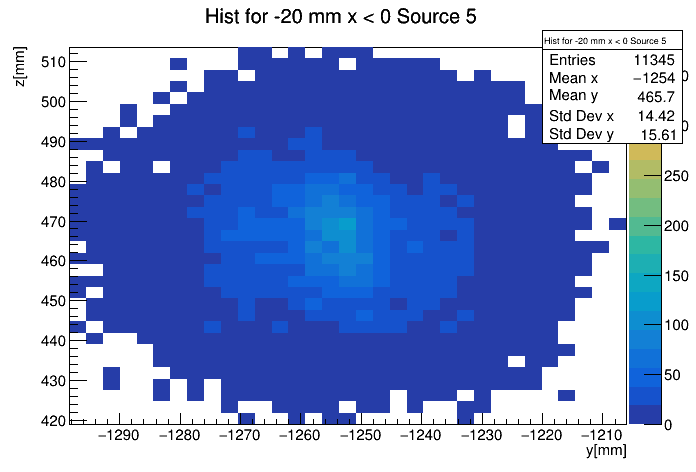 Hist for -20 mm x < 0 Source 5
Hist for -20 mm x < 0 Source 5
Entries 11345
Mean x −1254
Mean y 465.7
Std Dev x 14.42
Std Dev y 15.61
z[mm]
510
500
490
480
470
460
450
440
430
420
−1290 −1280 −1270 −1260 −1250 −1240 −1230 −1220 −1210
y[mm]
250
200
150
100
50
0